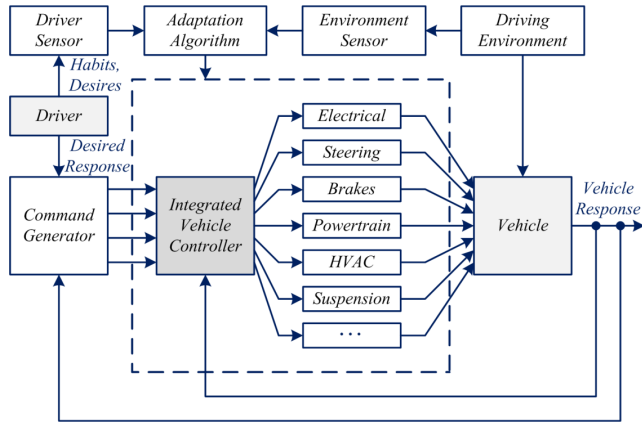 Driver
Sensor
Adaptation
Algorithm
Environment
Sensor
Driving
Environment
Habits,
Desires
Driver
Desired
Response
Command
Generator
Integrated
Vehicle
Controller
Electrical
Steering
Brakes
Powertrain
HVAC
Suspension
...
Vehicle
Vehicle
Response